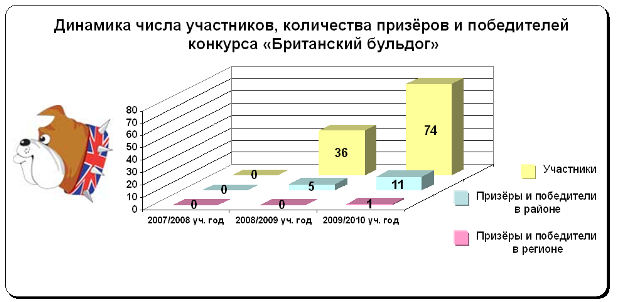 Динамика числа участников, количества призёров и победителей
конкурса «Британский бульдог»
80
70
60
50
40
30
20
10
0
0
36
74
0
5
11
0
0
1
2007/2008 уч. год
2008/2009 уч. год
2009/2010 уч. год
Участники
Призёры и победители
в районе
Призёры и победители
в регионе